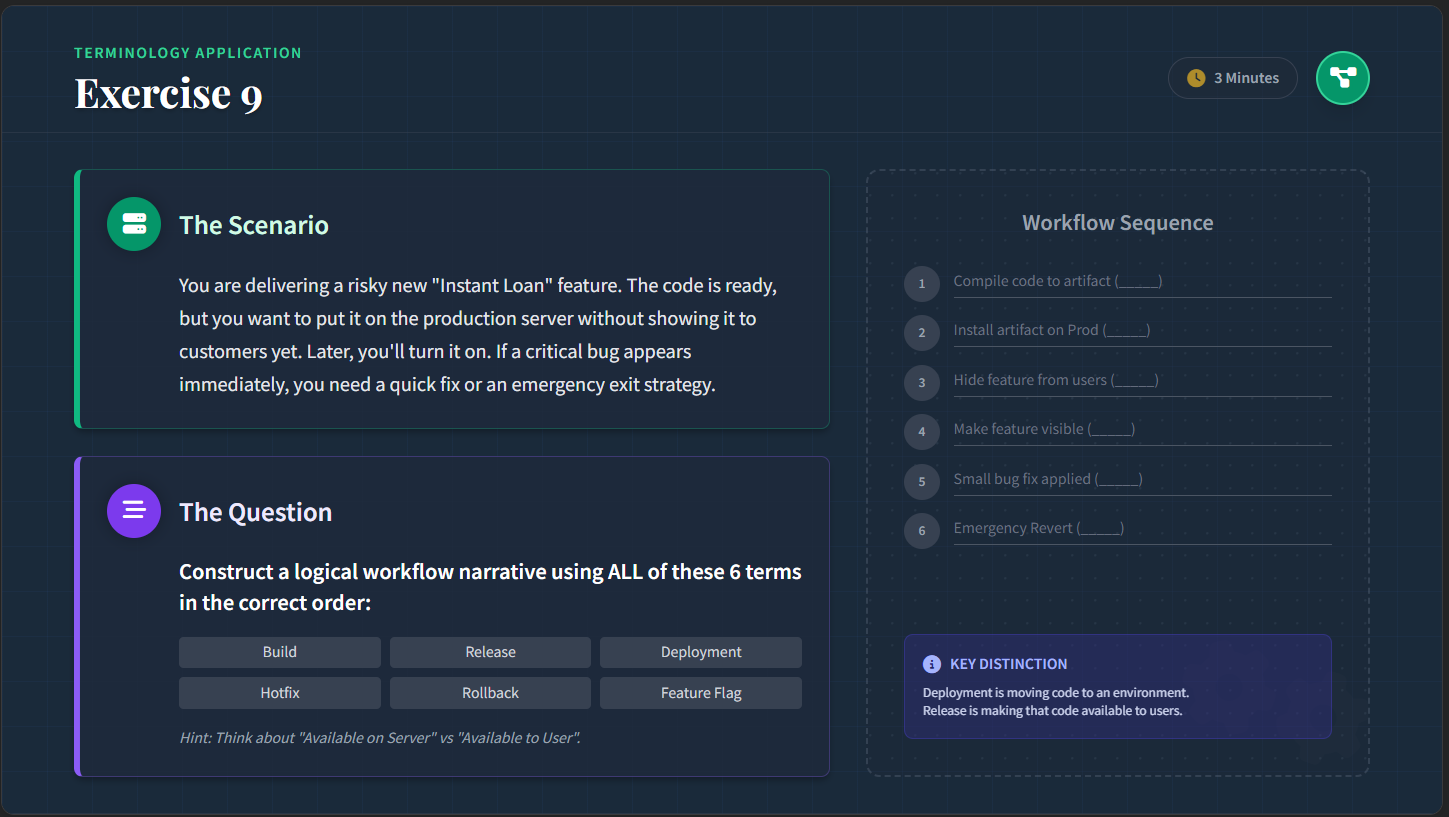 TERMINOLOGY APPLICATION
Exercise 9
3 Minutes
The Scenario
You are delivering a risky new "Instant Loan" feature. The code is ready,
but you want to put it on the production server without showing it to
customers yet. Later, you'll turn it on. If a critical bug appears
immediately, you need a quick fix or an emergency exit strategy.
The Question
Construct a logical workflow narrative using ALL of these 6 terms
in the correct order:
Build
Release
Deployment
Hotfix
Rollback
Feature Flag
Hint: Think about "Available on Server" vs "Available to User".
Workflow Sequence
1 Compile code to artifact (_____)
2 Install artifact on Prod (_____)
3 Hide feature from users (_____)
4 Make feature visible (_____)
5 Small bug fix applied (_____)
6 Emergency Revert (_____)
KEY DISTINCTION
Deployment is moving code to an environment.
Release is making that code available to users.